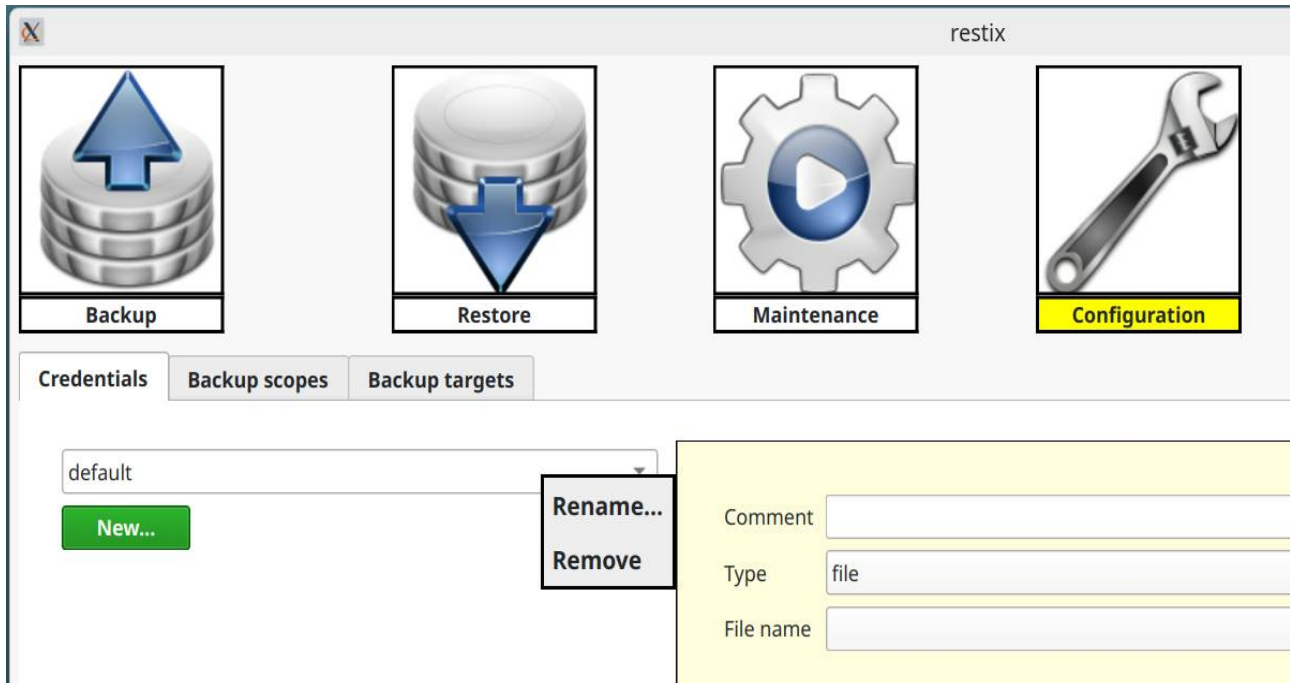 restix
Backup
Restore
Maintenance
Configuration
Credentials
Backup scopes
Backup targets
default
New...
Rename...
Remove
Comment
Type
file
File name